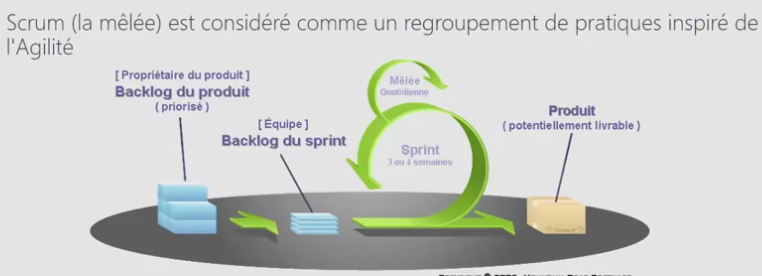 Scrum (la mêlée) est considéré comme un regroupement de pratiques inspiré de
l'Agilité
[ Propriétaire du produit ]
Backlog du produit
( priorisé )
[ Équipe ]
Backlog du sprint
Mêlée
Quotidienne
Sprint
3 ou 4 semaines
Produit
( potentiellement livrable )